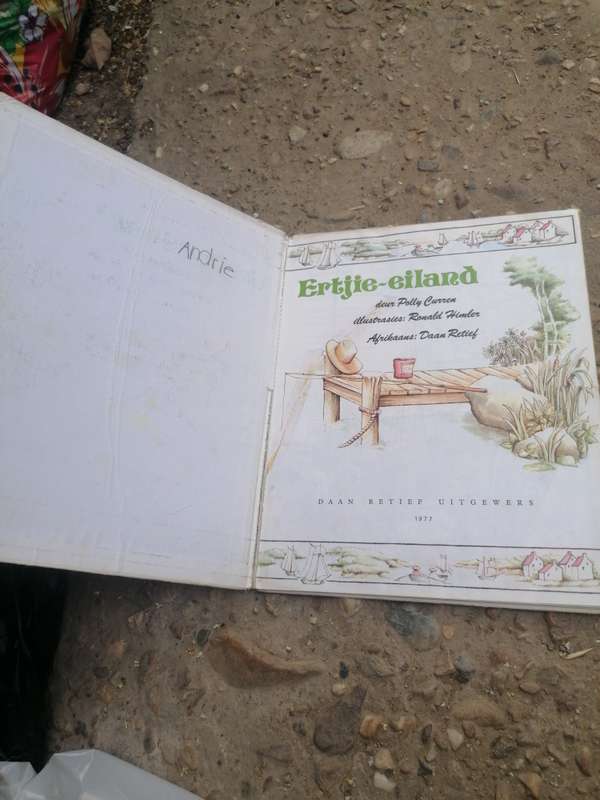 Andrie
Ertjie-eiland
deur Polly Curren
illustrasies: Ronald Himler
Afrikaans: Daan Retief
DAAN RETIEF UITGEWERS
1977